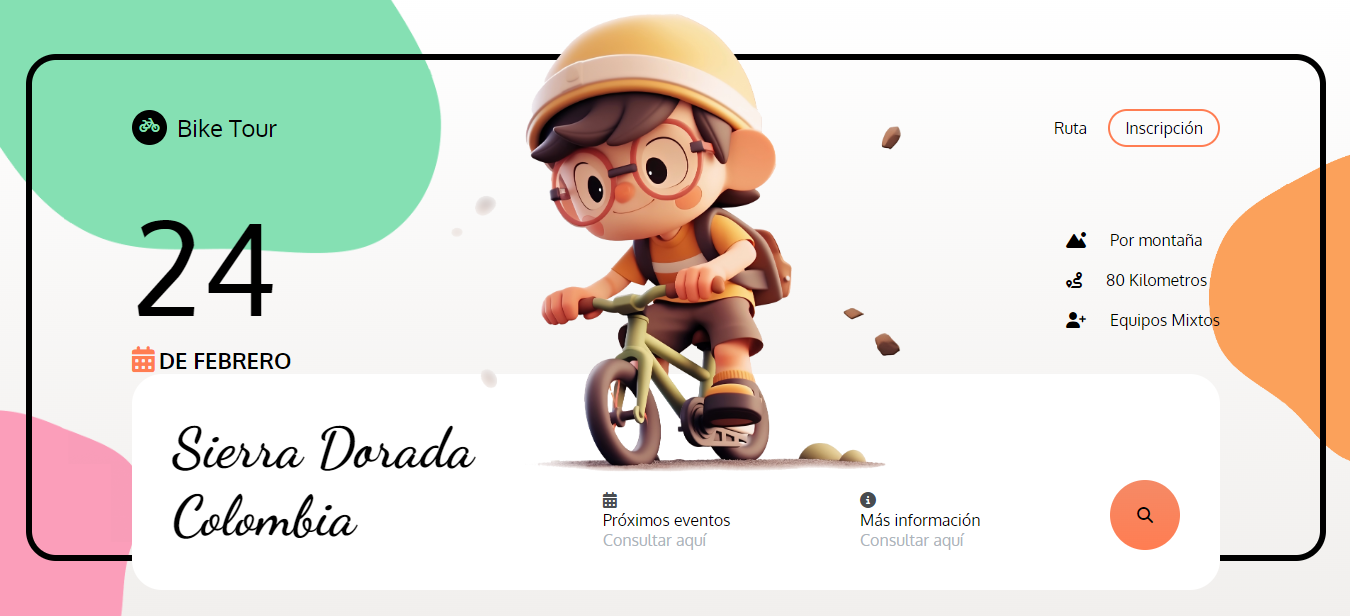 Bike Tour
Ruta
Inscripción
24
DE FEBRERO
Por montaña
80 Kilometros
Equipos Mixtos
Sierra Dorada
Colombia
Próximos eventos
Consultar aquí
Más información
Consultar aquí